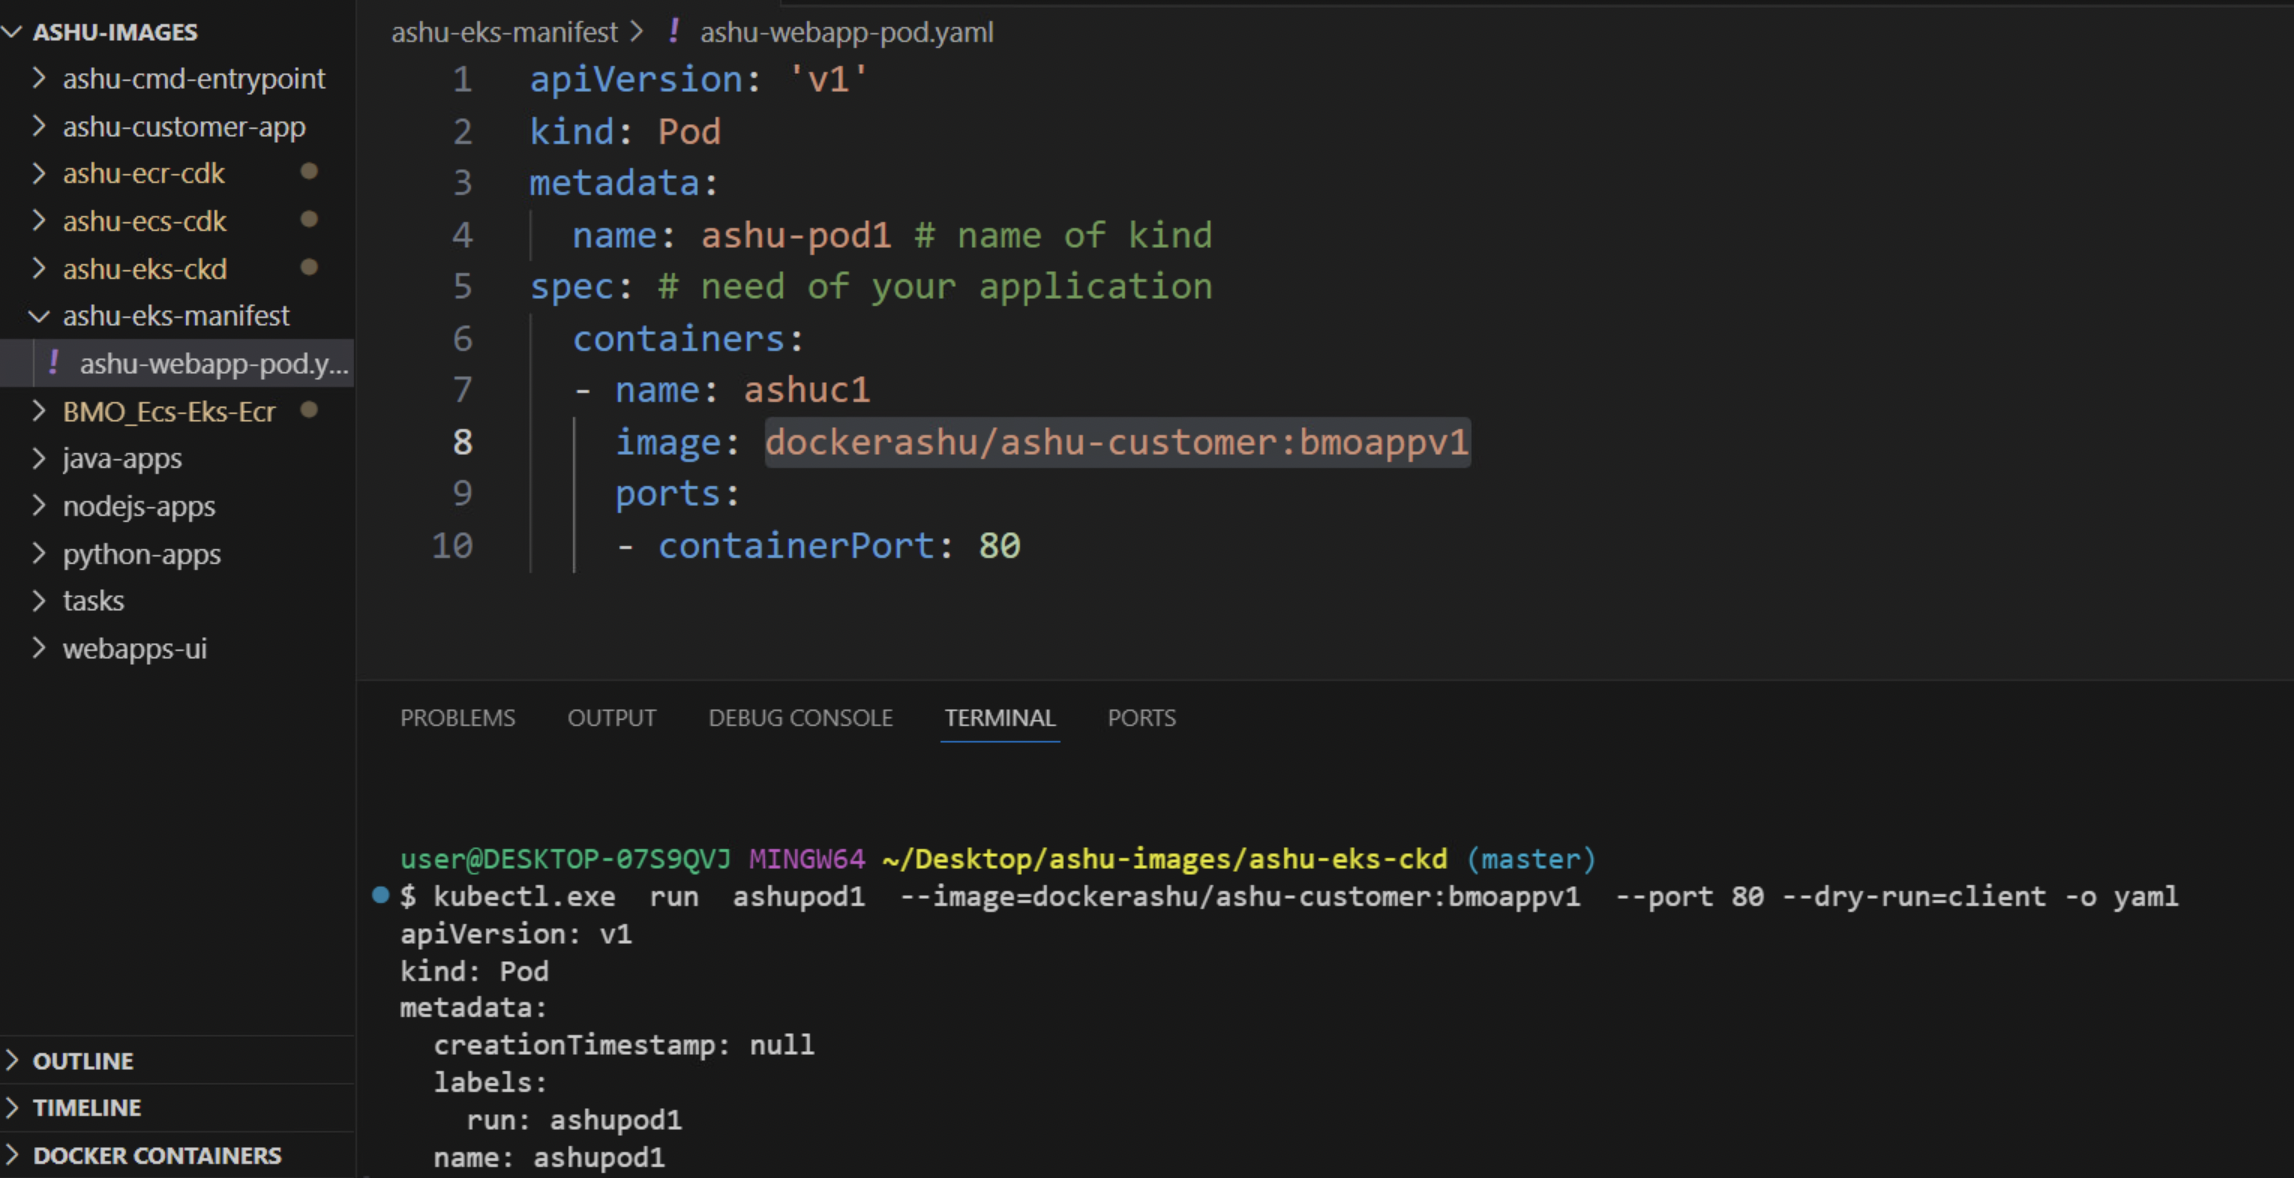 ASHU-IMAGES
ashu-cmd-entrypoint
ashu-customer-app
ashu-ecr-cdk
ashu-ecs-cdk
ashu-eks-ckd
ashu-eks-manifest
! ashu-webapp-pod.y...
BMO_Ecs-Eks-Ecr
java-apps
nodejs-apps
python-apps
tasks
webapps-ui
OUTLINE
TIMELINE
DOCKER CONTAINERS
ashu-eks-manifest > ! ashu-webapp-pod.yaml
1 apiVersion: 'v1'
2 kind: Pod
3 metadata:
4   name: ashu-pod1 # name of kind
5 spec: # need of your application
6   containers:
7   - name: ashuc1
8     image: dockerashu/ashu-customer:bmoappv1
9     ports:
10     - containerPort: 80
PROBLEMS OUTPUT DEBUG CONSOLE TERMINAL PORTS
user@DESKTOP-07S9QVJ MINGW64 ~/Desktop/ashu-images/ashu-eks-ckd (master)
$ kubectl.exe  run  ashupod1  --image=dockerashu/ashu-customer:bmoappv1  --port 80 --dry-run=client -o yaml
apiVersion: v1
kind: Pod
metadata:
  creationTimestamp: null
  labels:
    run: ashupod1
  name: ashupod1